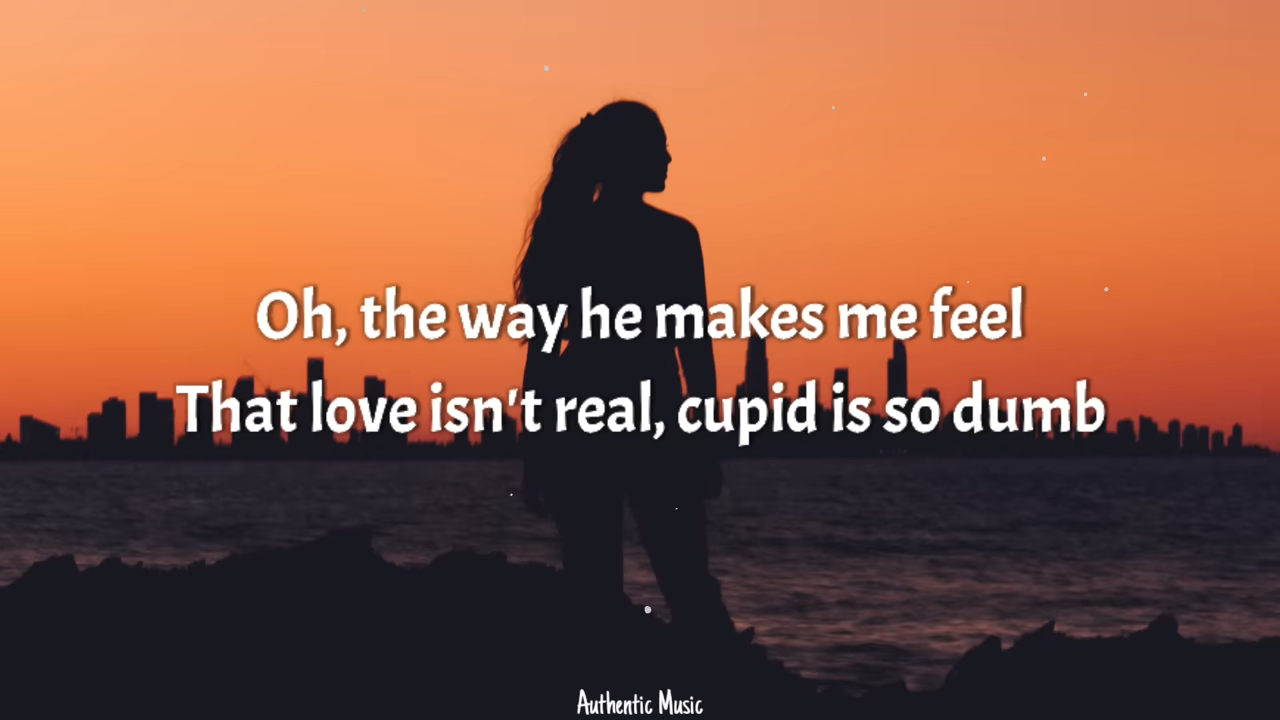 Oh, the way he makes me feel
That love isn't real, cupid is so dumb
Authentic Music